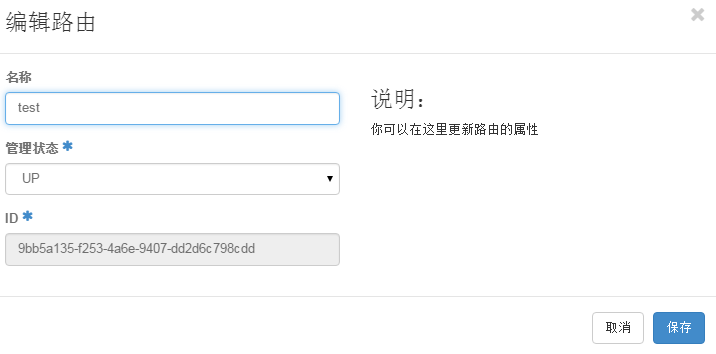 编辑路由
名称
test
管理状态 *
UP
ID *
9bb5a135-f253-4a6e-9407-dd2d6c798cdd
说明：
你可以在这里更新路由的属性
取消
保存